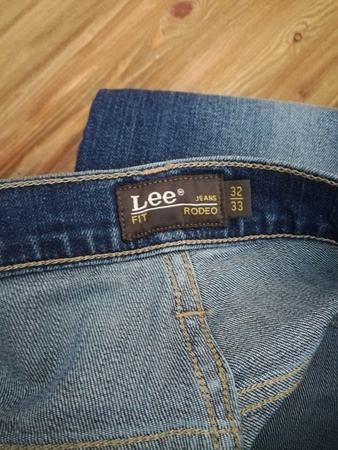 Lee® JEANS
FIT RODEO
32
33